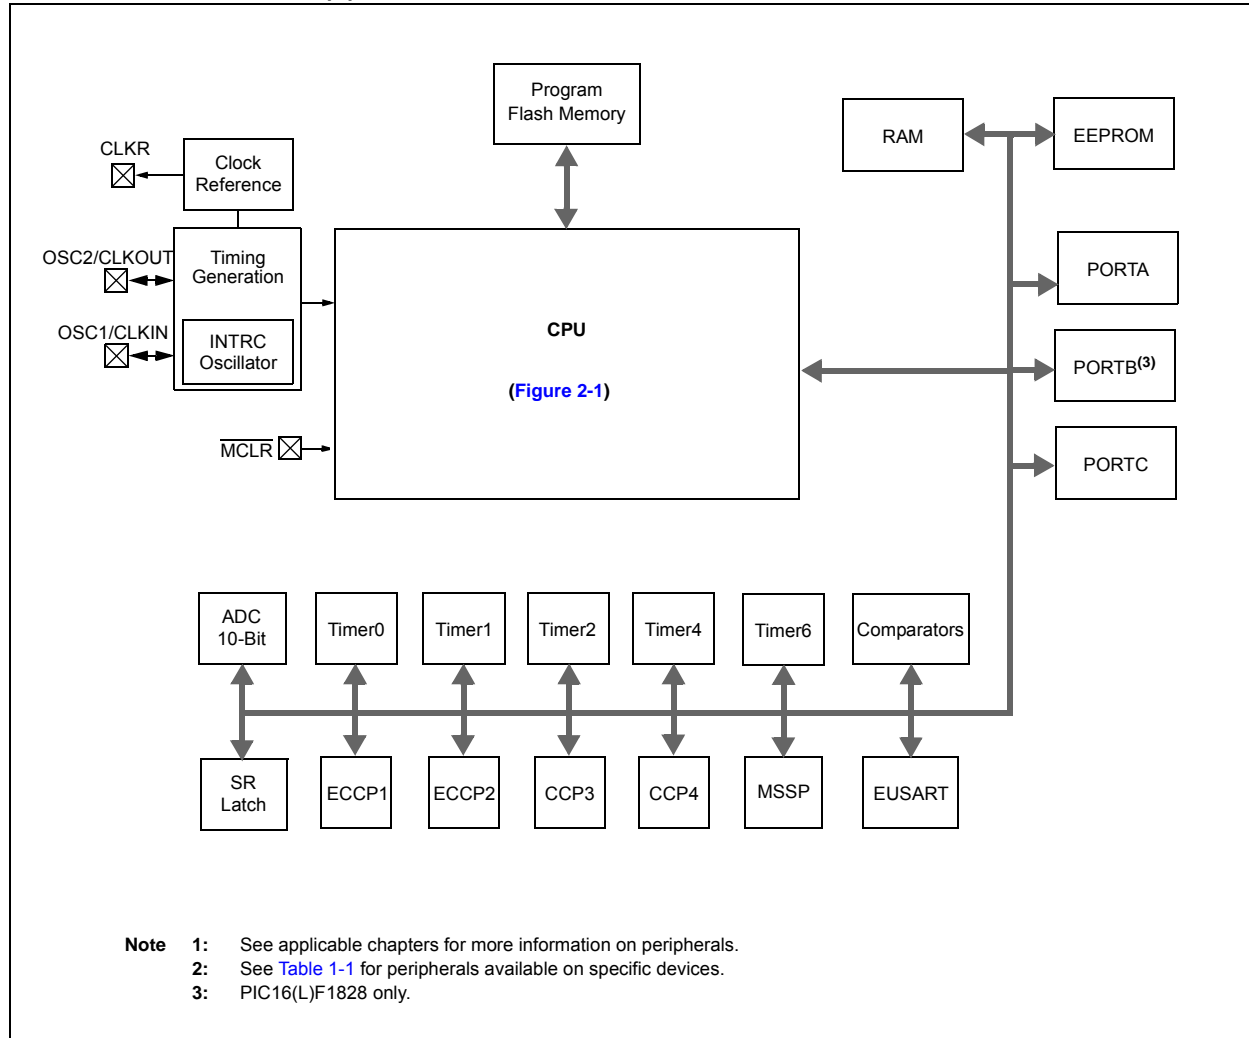 Program
Flash Memory
RAM
EEPROM
CLKR
Clock
Reference
OSC2/CLKOUT
Timing
Generation
PORTA
OSC1/CLKIN
INTRC
Oscillator
CPU
(Figure 2-1)
PORTB(3)
MCLR
PORTC
ADC
10-Bit
Timer0
Timer1
Timer2
Timer4
Timer6
Comparators
SR
Latch
ECCP1
ECCP2
CCP3
CCP4
MSSP
EUSART
Note 1: See applicable chapters for more information on peripherals.
2: See Table 1-1 for peripherals available on specific devices.
3: PIC16(L)F1828 only.